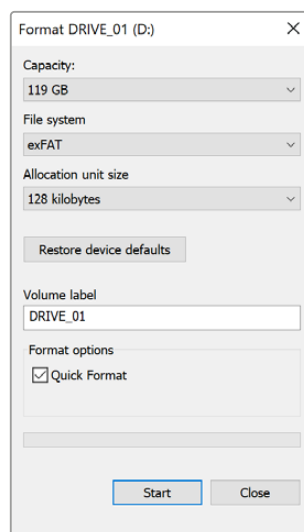 Format DRIVE_01 (D:)
Capacity:
119 GB
File system
exFAT
Allocation unit size
128 kilobytes
Restore device defaults
Volume label
DRIVE_01
Format options
Quick Format
Start Close